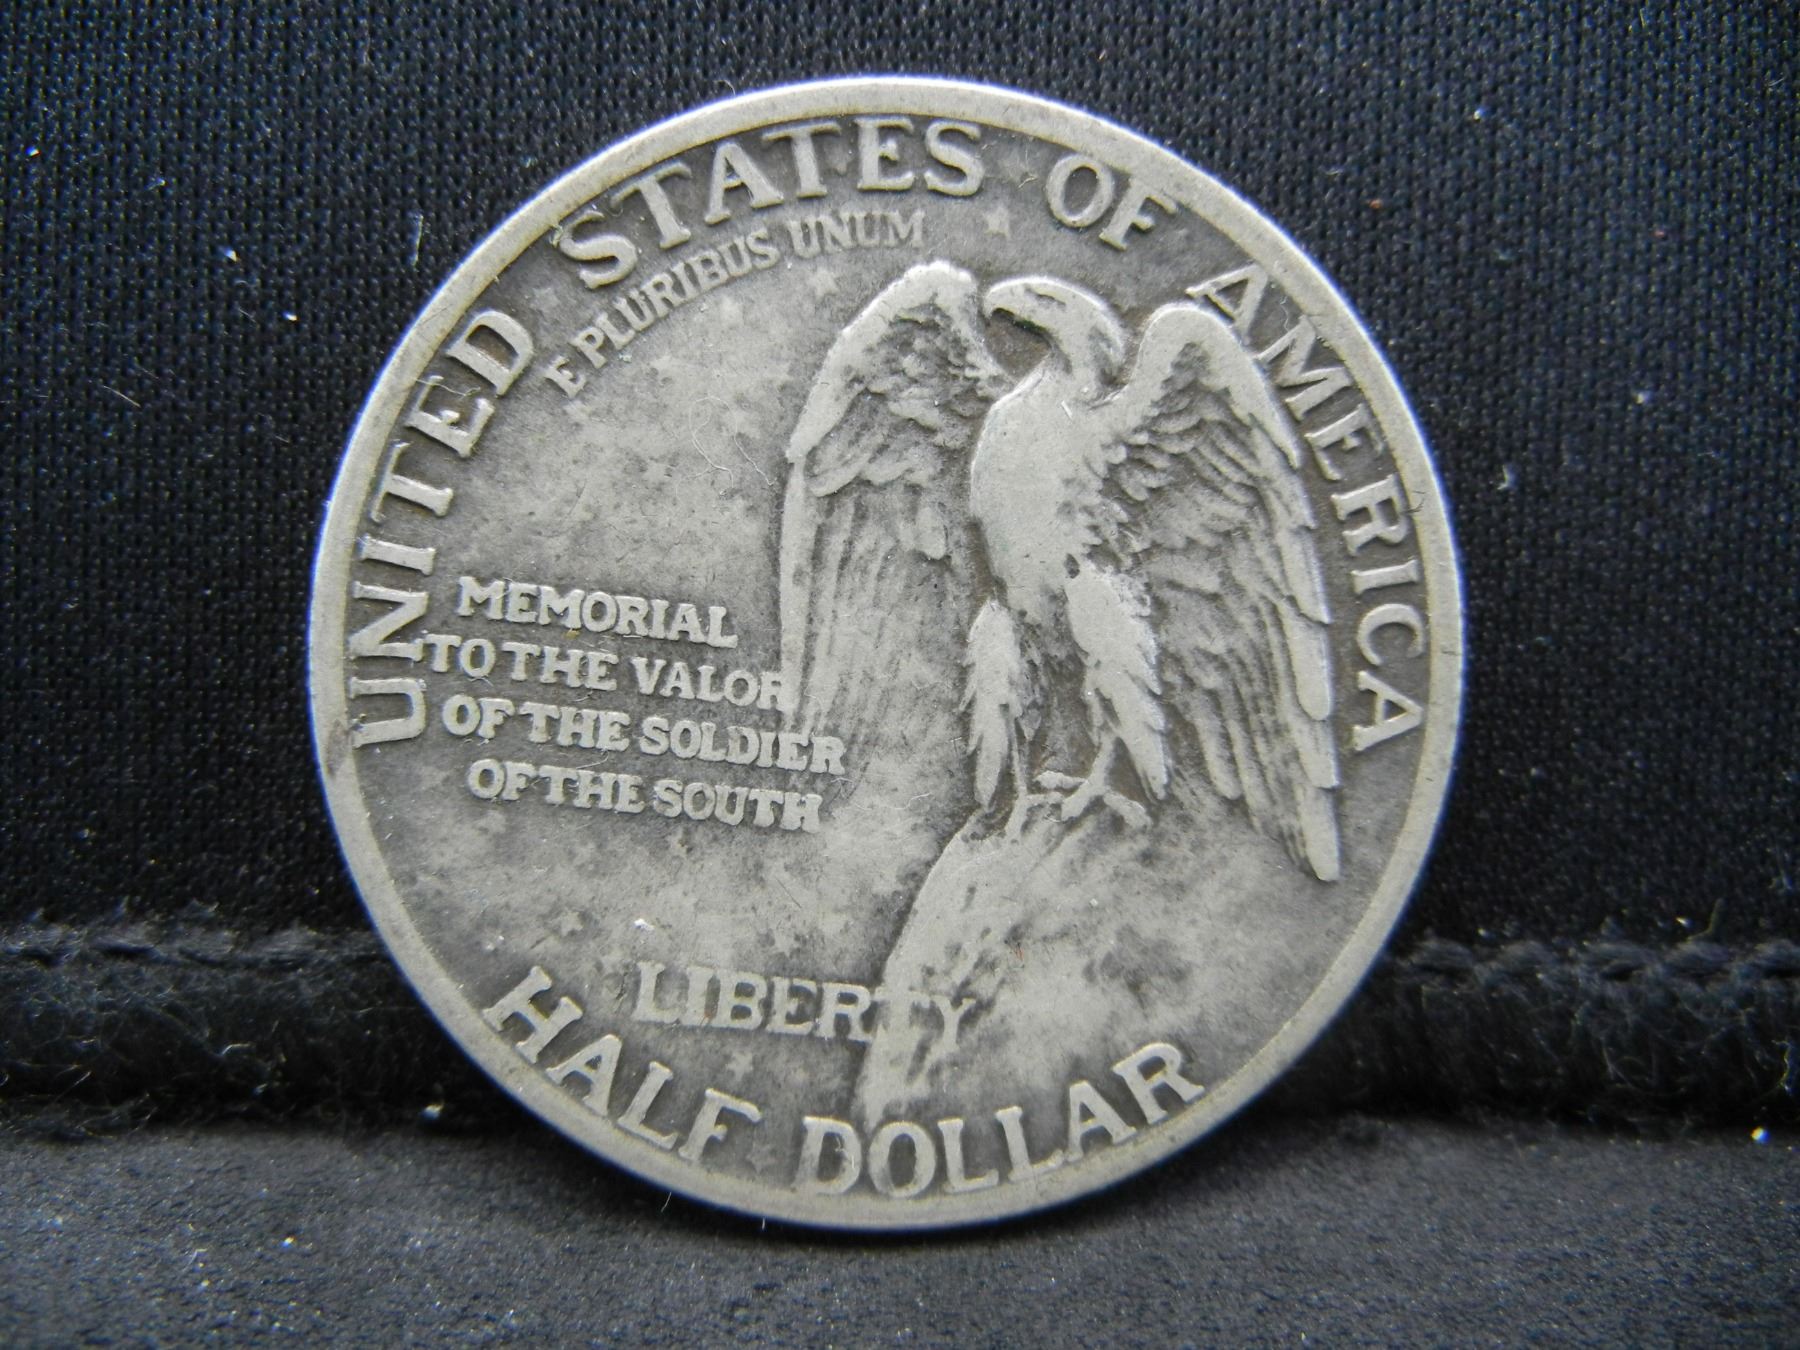 UNITED STATES OF AMERICA
E PLURIBUS UNUM
MEMORIAL
TO THE VALOR
OF THE SOLDIER
OF THE SOUTH
LIBERTY
HALF DOLLAR